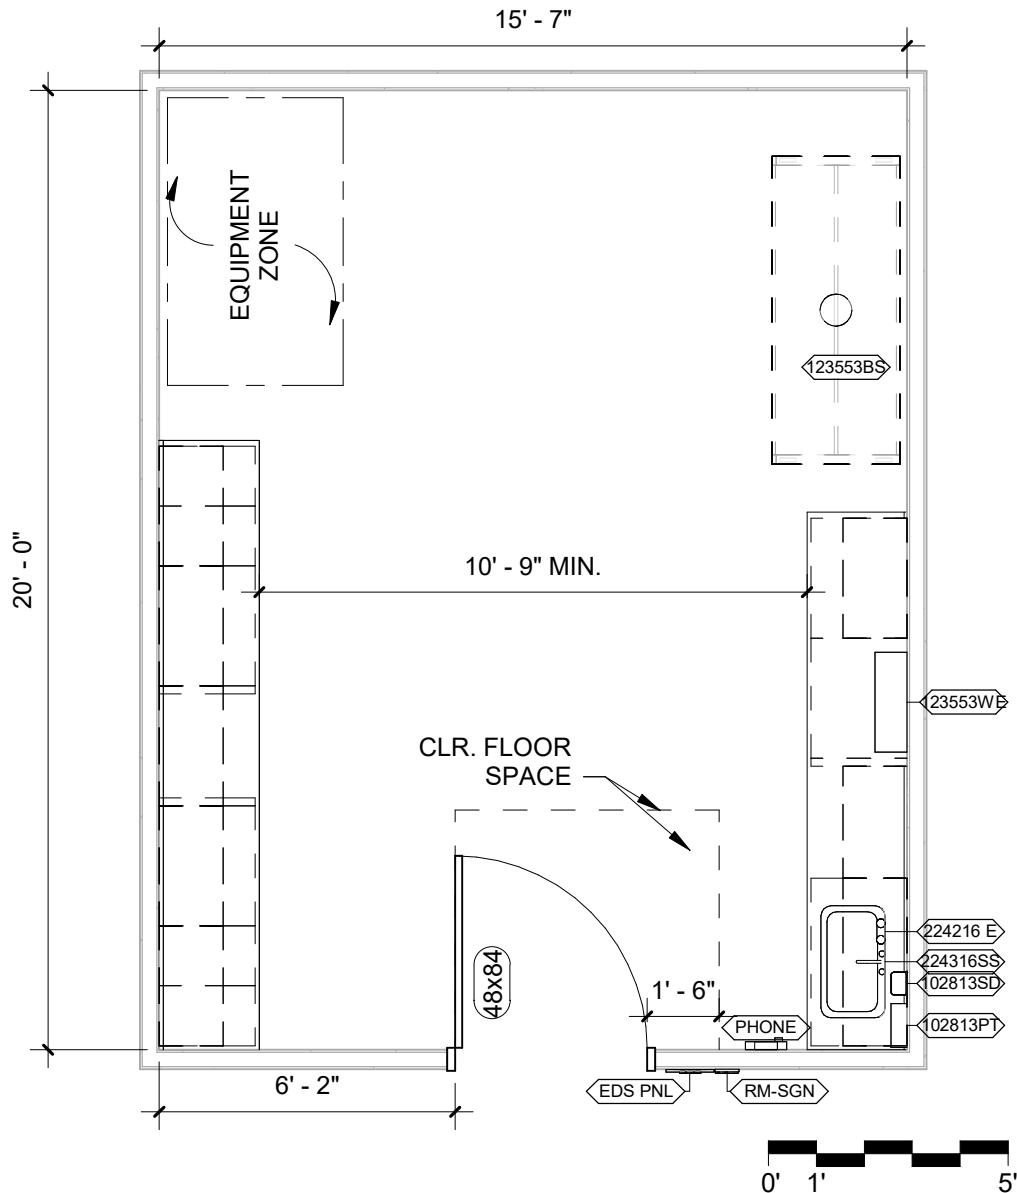 15' - 7"
EQUIPMENT
ZONE
123553BS
20' - 0"
10' - 9" MIN.
123553WE
CLR. FLOOR
SPACE
224216 E
224316SS
48x84
102813SD
1' - 6"
PHONE
102813PT
6' - 2"
EDS PNL
RM-SGN
0' 1' 5'